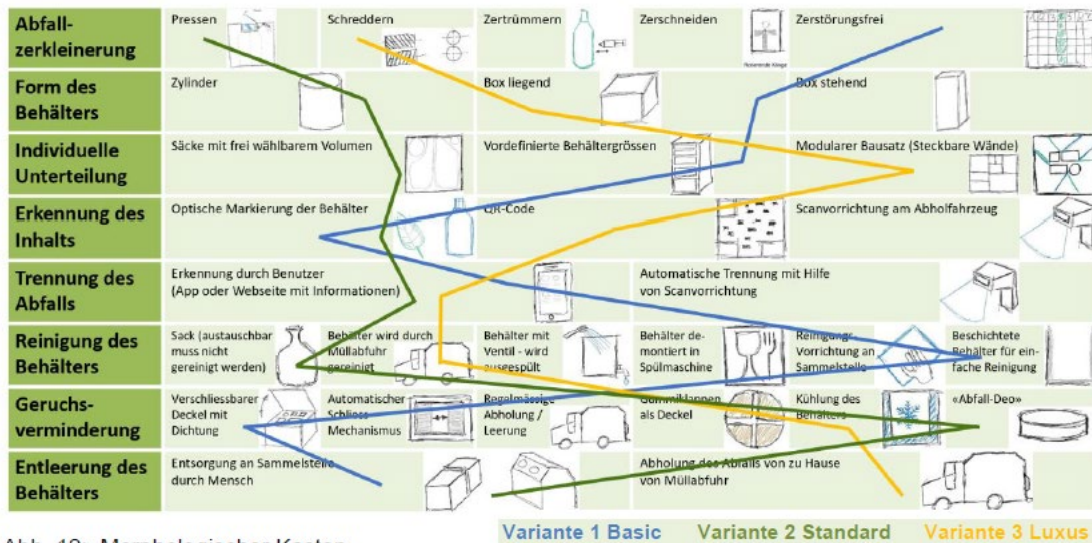 Abfall-
zerkleinerung
Pressen
Schreddern
Zertrümmern
Zerschneiden
Zerstörungsfrei
Form des
Behälters
Zylinder
Box liegend
Box stehend
Individuelle
Unterteilung
Säcke mit frei wählbarem Volumen
Vordefinierte Behältergrössen
Modularer Bausatz (Steckbare Wände)
Erkennung des
Inhalts
Optische Markierung der Behälter
QR-Code
Scanvorrichtung am Abholfahrzeug
Trennung des
Abfalls
Erkennung durch Benutzer
(App oder Webseite mit Informationen)
Automatische Trennung mit Hilfe
von Scanvorrichtung
Reinigung des
Behälters
Sack (austauschbar
muss nicht
gereinigt werden)
Behälter wird durch
Müllabfuhr
gereinigt
Behälter mit
Ventil - wird
ausgespült
Behälter de-
montiert in
Spülmaschine
Reinigungs-
Vorrichtung an
Sammelstelle
Beschichtete
Behälter für ein-
fache Reinigung
Geruchs-
verminderung
Verschliessbarer
Deckel mit
Dichtung
Automatischer
Schliess
Mechanismus
Regelmässige
Abholung /
Leerung
Gummiklappen
als Deckel
Kühlung des
Behälters
«Abfall-Deo»
Entleerung des
Behälters
Entsorgung an Sammelstelle
durch Mensch
Abholung des Abfalls von zu Hause
von Müllabfuhr
Variante 1 Basic
Variante 2 Standard
Variante 3 Luxus